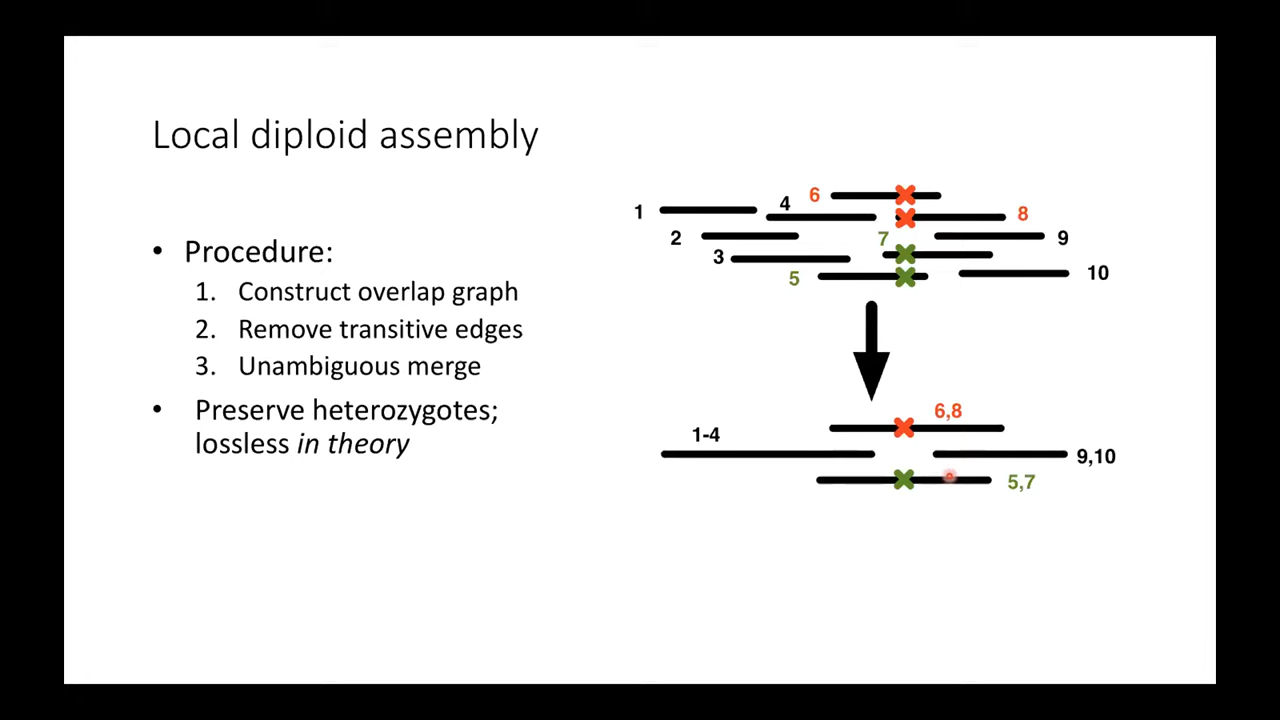 Local diploid assembly
• Procedure:
1. Construct overlap graph
2. Remove transitive edges
3. Unambiguous merge
• Preserve heterozygotes;
lossless in theory
6
4
1
8
2
7
9
3
5
10
6,8
1-4
9,10
5,7